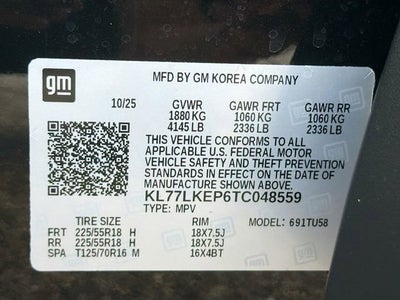 gm
MFD BY GM KOREA COMPANY
10/25 GVWR GAWR FRT GAWR RR
1880 KG 1060 KG 1060 KG
4145 LB 2336 LB 2336 LB
THIS VEHICLE CONFORMS TO ALL
APPLICABLE U.S. FEDERAL MOTOR
VEHICLE SAFETY AND THEFT PREVENTION
STANDARDS IN EFFECT ON THE DATE OF
MANUFACTURE SHOWN ABOVE.
KL77LKEP6TC048559
TYPE: MPV MODEL: 691TU58
TIRE SIZE RIM
FRT 225/55R18 H 18X7.5J
RR 225/55R18 H 18X7.5J
SPA T125/70R16 M 16X4BT